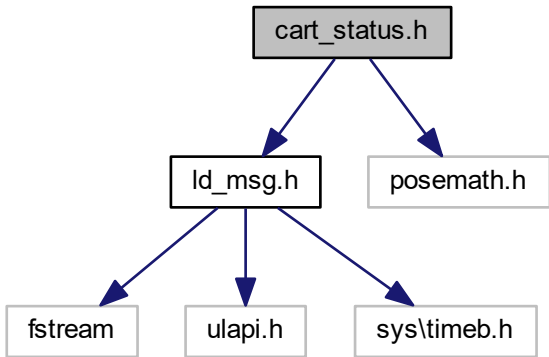 cart_status.h
ld_msg.h
posemath.h
fstream
ulapi.h
sys\timeb.h